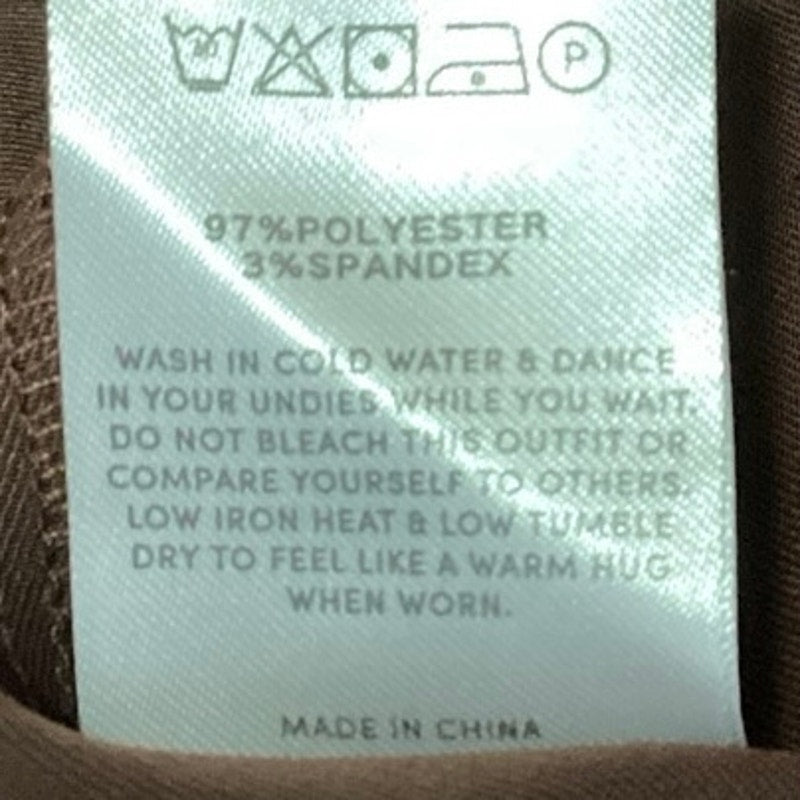 P
97%POLYESTER
3%SPANDEX
WASH IN COLD WATER & DANCE
IN YOUR UNDIES WHILE YOU WAIT.
DO NOT BLEACH THIS OUTFIT OR
COMPARE YOURSELF TO OTHERS.
LOW IRON HEAT & LOW TUMBLE
DRY TO FEEL LIKE A WARM HUG
WHEN WORN.
MADE IN CHINA